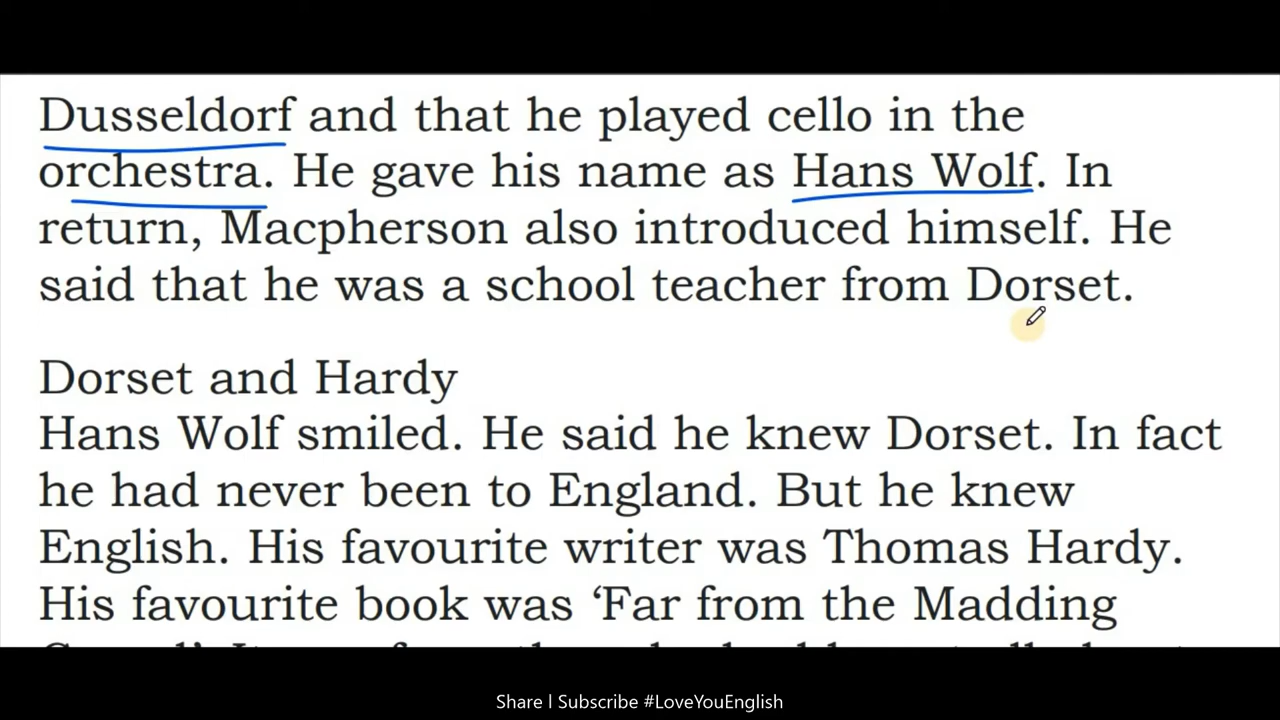 Dusseldorf and that he played cello in the
orchestra. He gave his name as Hans Wolf. In
return, Macpherson also introduced himself. He
said that he was a school teacher from Dorset.
Dorset and Hardy
Hans Wolf smiled. He said he knew Dorset. In fact
he had never been to England. But he knew
English. His favourite writer was Thomas Hardy.
His favourite book was ‘Far from the Madding
Share l Subscribe #LoveYouEnglish